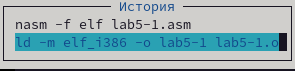 История
nasm -f elf lab5-1.asm
ld -m elf_i386 -o lab5-1 lab5-1.o